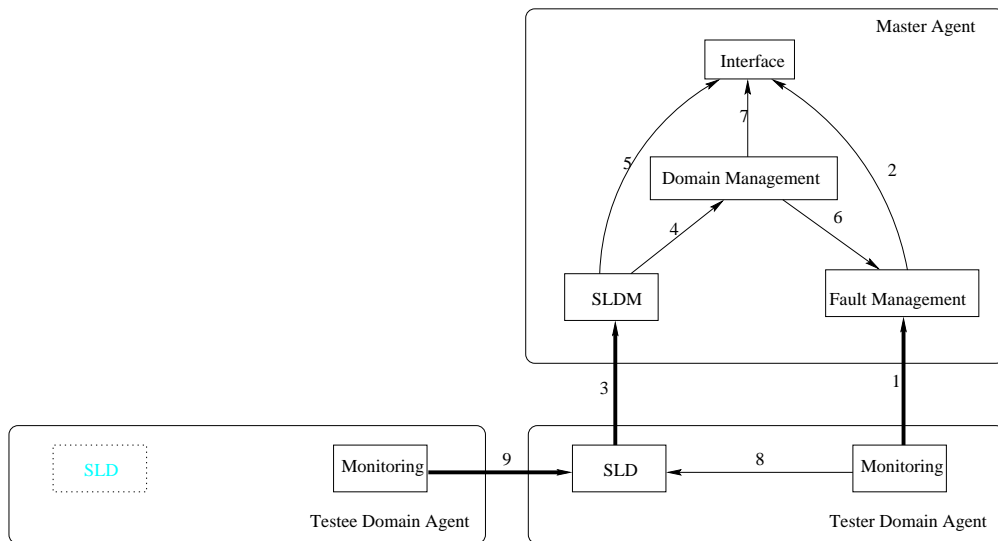 Master Agent
Interface
7
5
2
Domain Management
6
4
SLDM
Fault Management
3
1
SLD
Monitoring
9
SLD
8
Monitoring
Testee Domain Agent
Tester Domain Agent